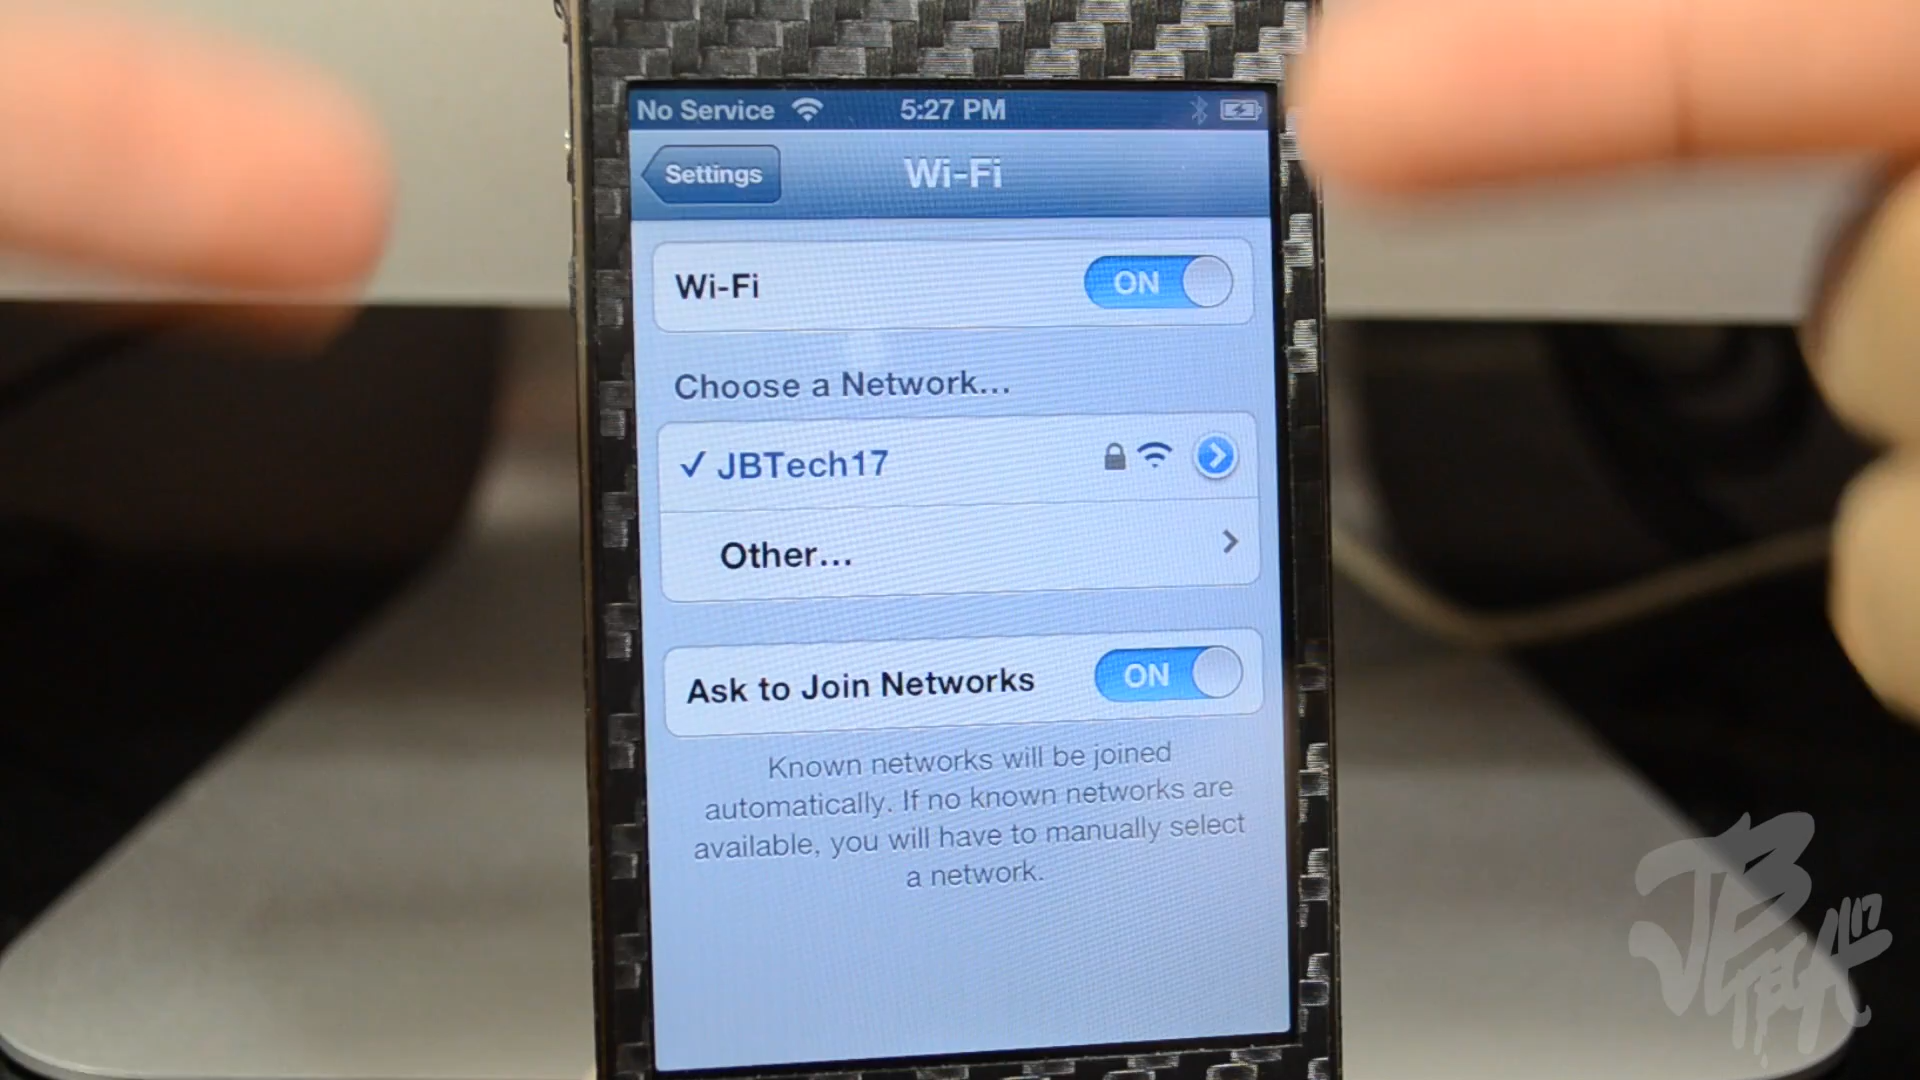 No Service 5:27 PM
Settings Wi-Fi
Wi-Fi ON
Choose a Network...
✓ JBTech17
Other...
Ask to Join Networks ON
Known networks will be joined
automatically. If no known networks are
available, you will have to manually select
a network.
JB
TECH17